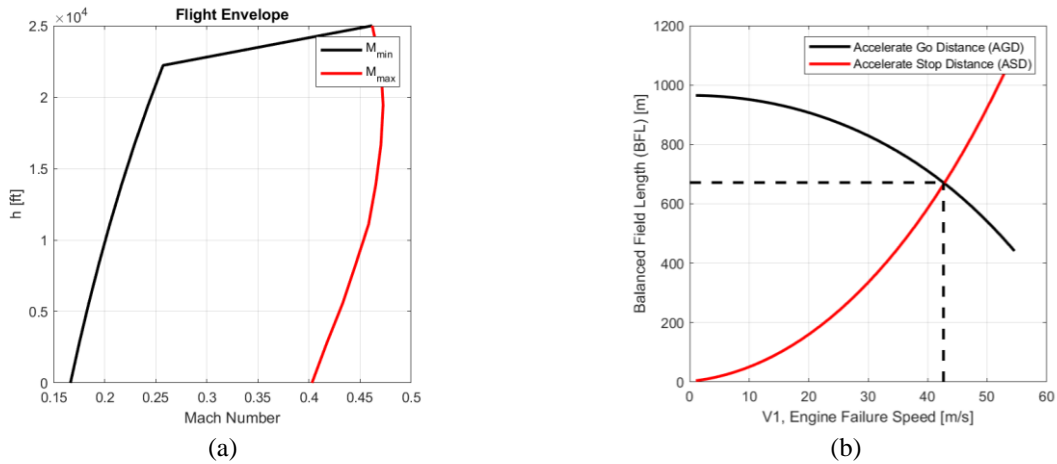 Flight Envelope
×10⁴
2.5
2
1.5
1
0.5
0
h [ft]
0.15 0.2 0.25 0.3 0.35 0.4 0.45 0.5
Mach Number
M_min
M_max
(a)
1200
1000
800
600
400
200
0
Balanced Field Length (BFL) [m]
0 10 20 30 40 50 60
V1, Engine Failure Speed [m/s]
Accelerate Go Distance (AGD)
Accelerate Stop Distance (ASD)
(b)